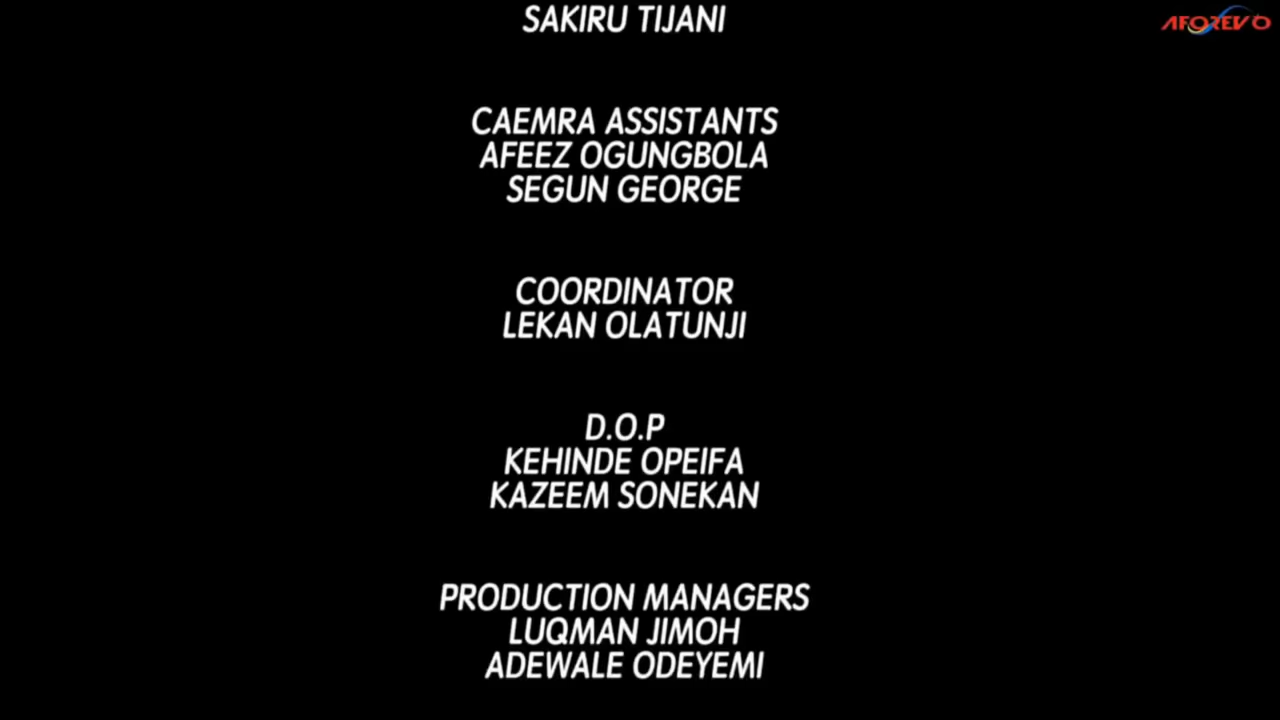 SAKIRU TIJANI
AFOREVO
CAEMRA ASSISTANTS
AFEEZ OGUNGBOLA
SEGUN GEORGE
COORDINATOR
LEKAN OLATUNJI
D.O.P
KEHINDE OPEIFA
KAZEEM SONEKAN
PRODUCTION MANAGERS
LUQMAN JIMOH
ADEWALE ODEYEMI